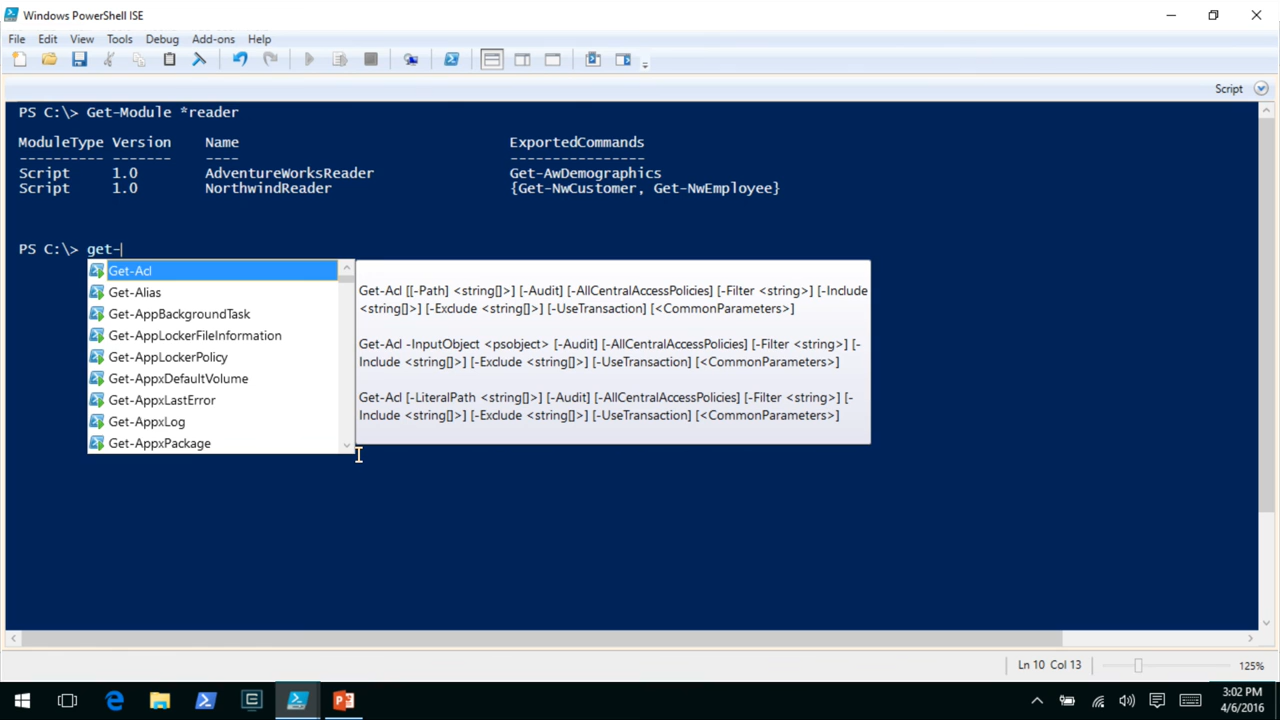 Windows PowerShell ISE
File Edit View Tools Debug Add-ons Help
Script
PS C:\> Get-Module *reader
ModuleType Version Name ExportedCommands
---------- ------- ---- ----------------
Script 1.0 AdventureWorksReader Get-AwDemographics
Script 1.0 NorthwindReader {Get-NwCustomer, Get-NwEmployee}
PS C:\> get-
Get-Acl
Get-Alias
Get-AppBackgroundTask
Get-AppLockerFileInformation
Get-AppLockerPolicy
Get-AppxDefaultVolume
Get-AppxLastError
Get-AppxLog
Get-AppxPackage
Get-Acl [[-Path] <string[]>] [-Audit] [-AllCentralAccessPolicies] [-Filter <string>] [-Include
<string[]>] [-Exclude <string[]>] [-UseTransaction] [<CommonParameters>]
Get-Acl -InputObject <psobject> [-Audit] [-AllCentralAccessPolicies] [-Filter <string>] [-
Include <string[]>] [-Exclude <string[]>] [-UseTransaction] [<CommonParameters>]
Get-Acl [-LiteralPath <string[]>] [-Audit] [-AllCentralAccessPolicies] [-Filter <string>] [-
Include <string[]>] [-Exclude <string[]>] [-UseTransaction] [<CommonParameters>]
Ln 10 Col 13
125%
3:02 PM
4/6/2016